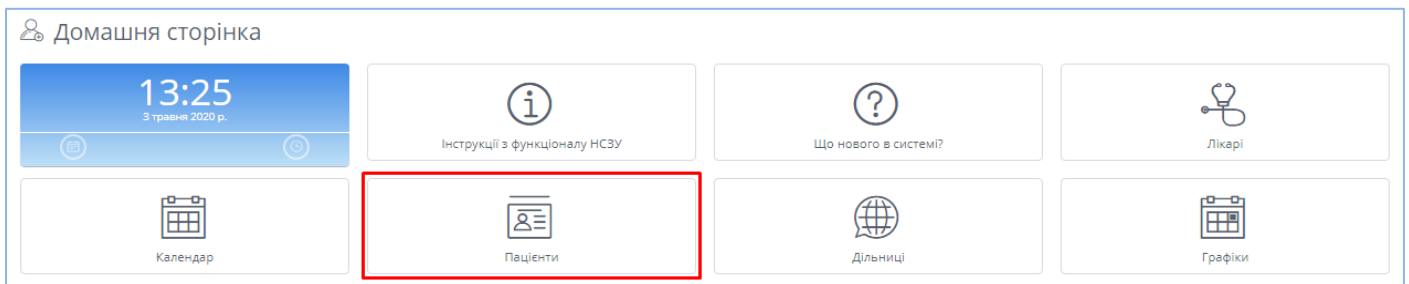 Домашня сторінка
13:25
3 травня 2020 р.
Інструкції з функціоналу НСЗУ
Що нового в системі?
Лікарі
Календар
Пацієнти
Дільниці
Графіки